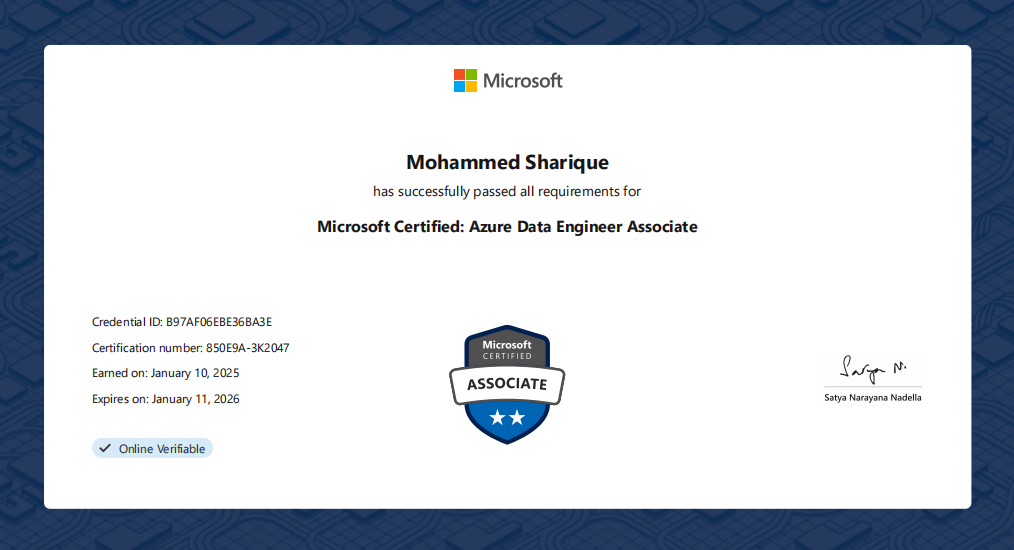 Microsoft
Mohammed Sharique
has successfully passed all requirements for
Microsoft Certified: Azure Data Engineer Associate
Credential ID: B97AF06EBE36BA3E
Certification number: 850E9A-3K2047
Earned on: January 10, 2025
Expires on: January 11, 2026
Online Verifiable
Microsoft
CERTIFIED
ASSOCIATE
Satya N.
Satya Narayana Nadella